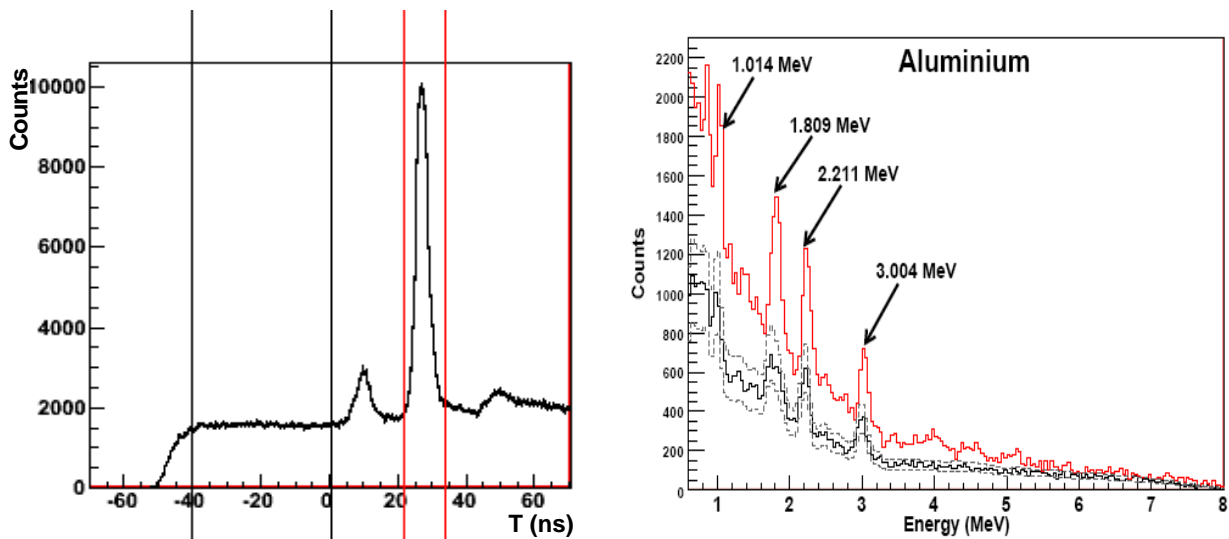 Counts
10000
8000
6000
4000
2000
0
-60 -40 -20 0 20 40 60
T (ns)
Aluminium
1.014 MeV
1.809 MeV
2.211 MeV
3.004 MeV
Counts
2200
2000
1800
1600
1400
1200
1000
800
600
400
200
0
1 2 3 4 5 6 7 8
Energy (MeV)